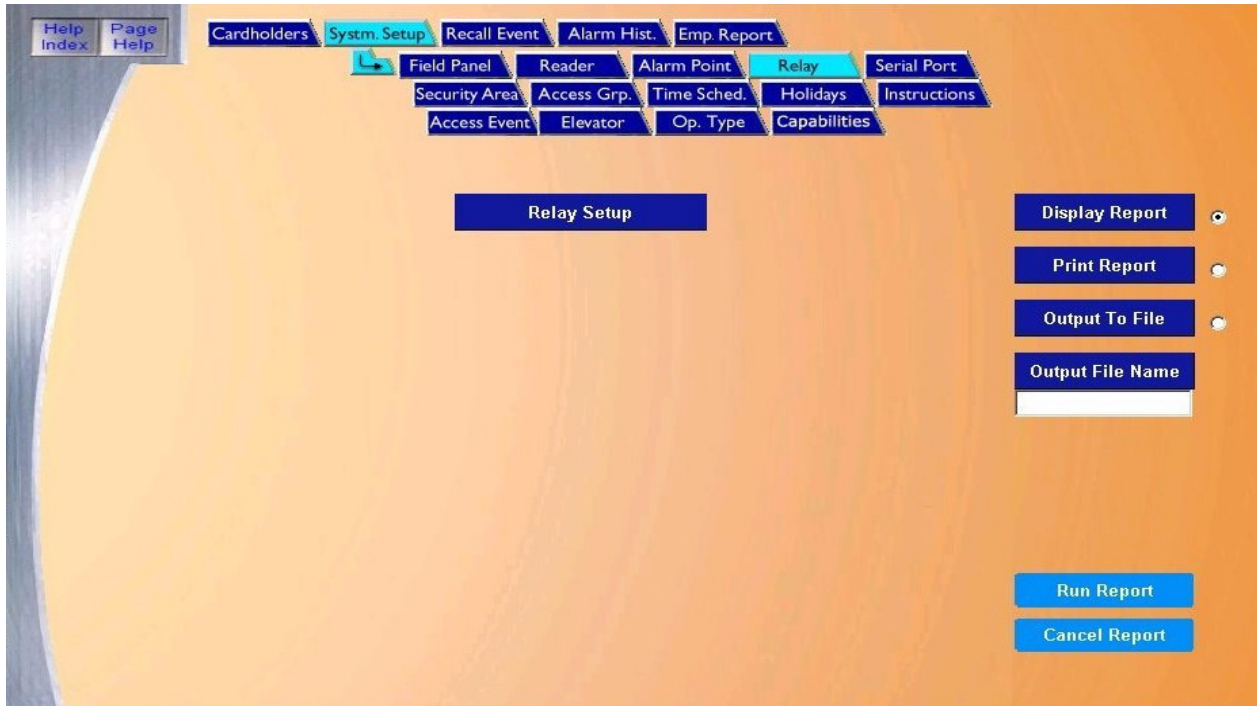 Help Index
Page Help
Cardholders Systm. Setup Recall Event Alarm Hist. Emp. Report
Field Panel Reader Alarm Point Relay Serial Port
Security Area Access Grp. Time Sched. Holidays Instructions
Access Event Elevator Op. Type Capabilities
Relay Setup
Display Report
Print Report
Output To File
Output File Name
Run Report
Cancel Report